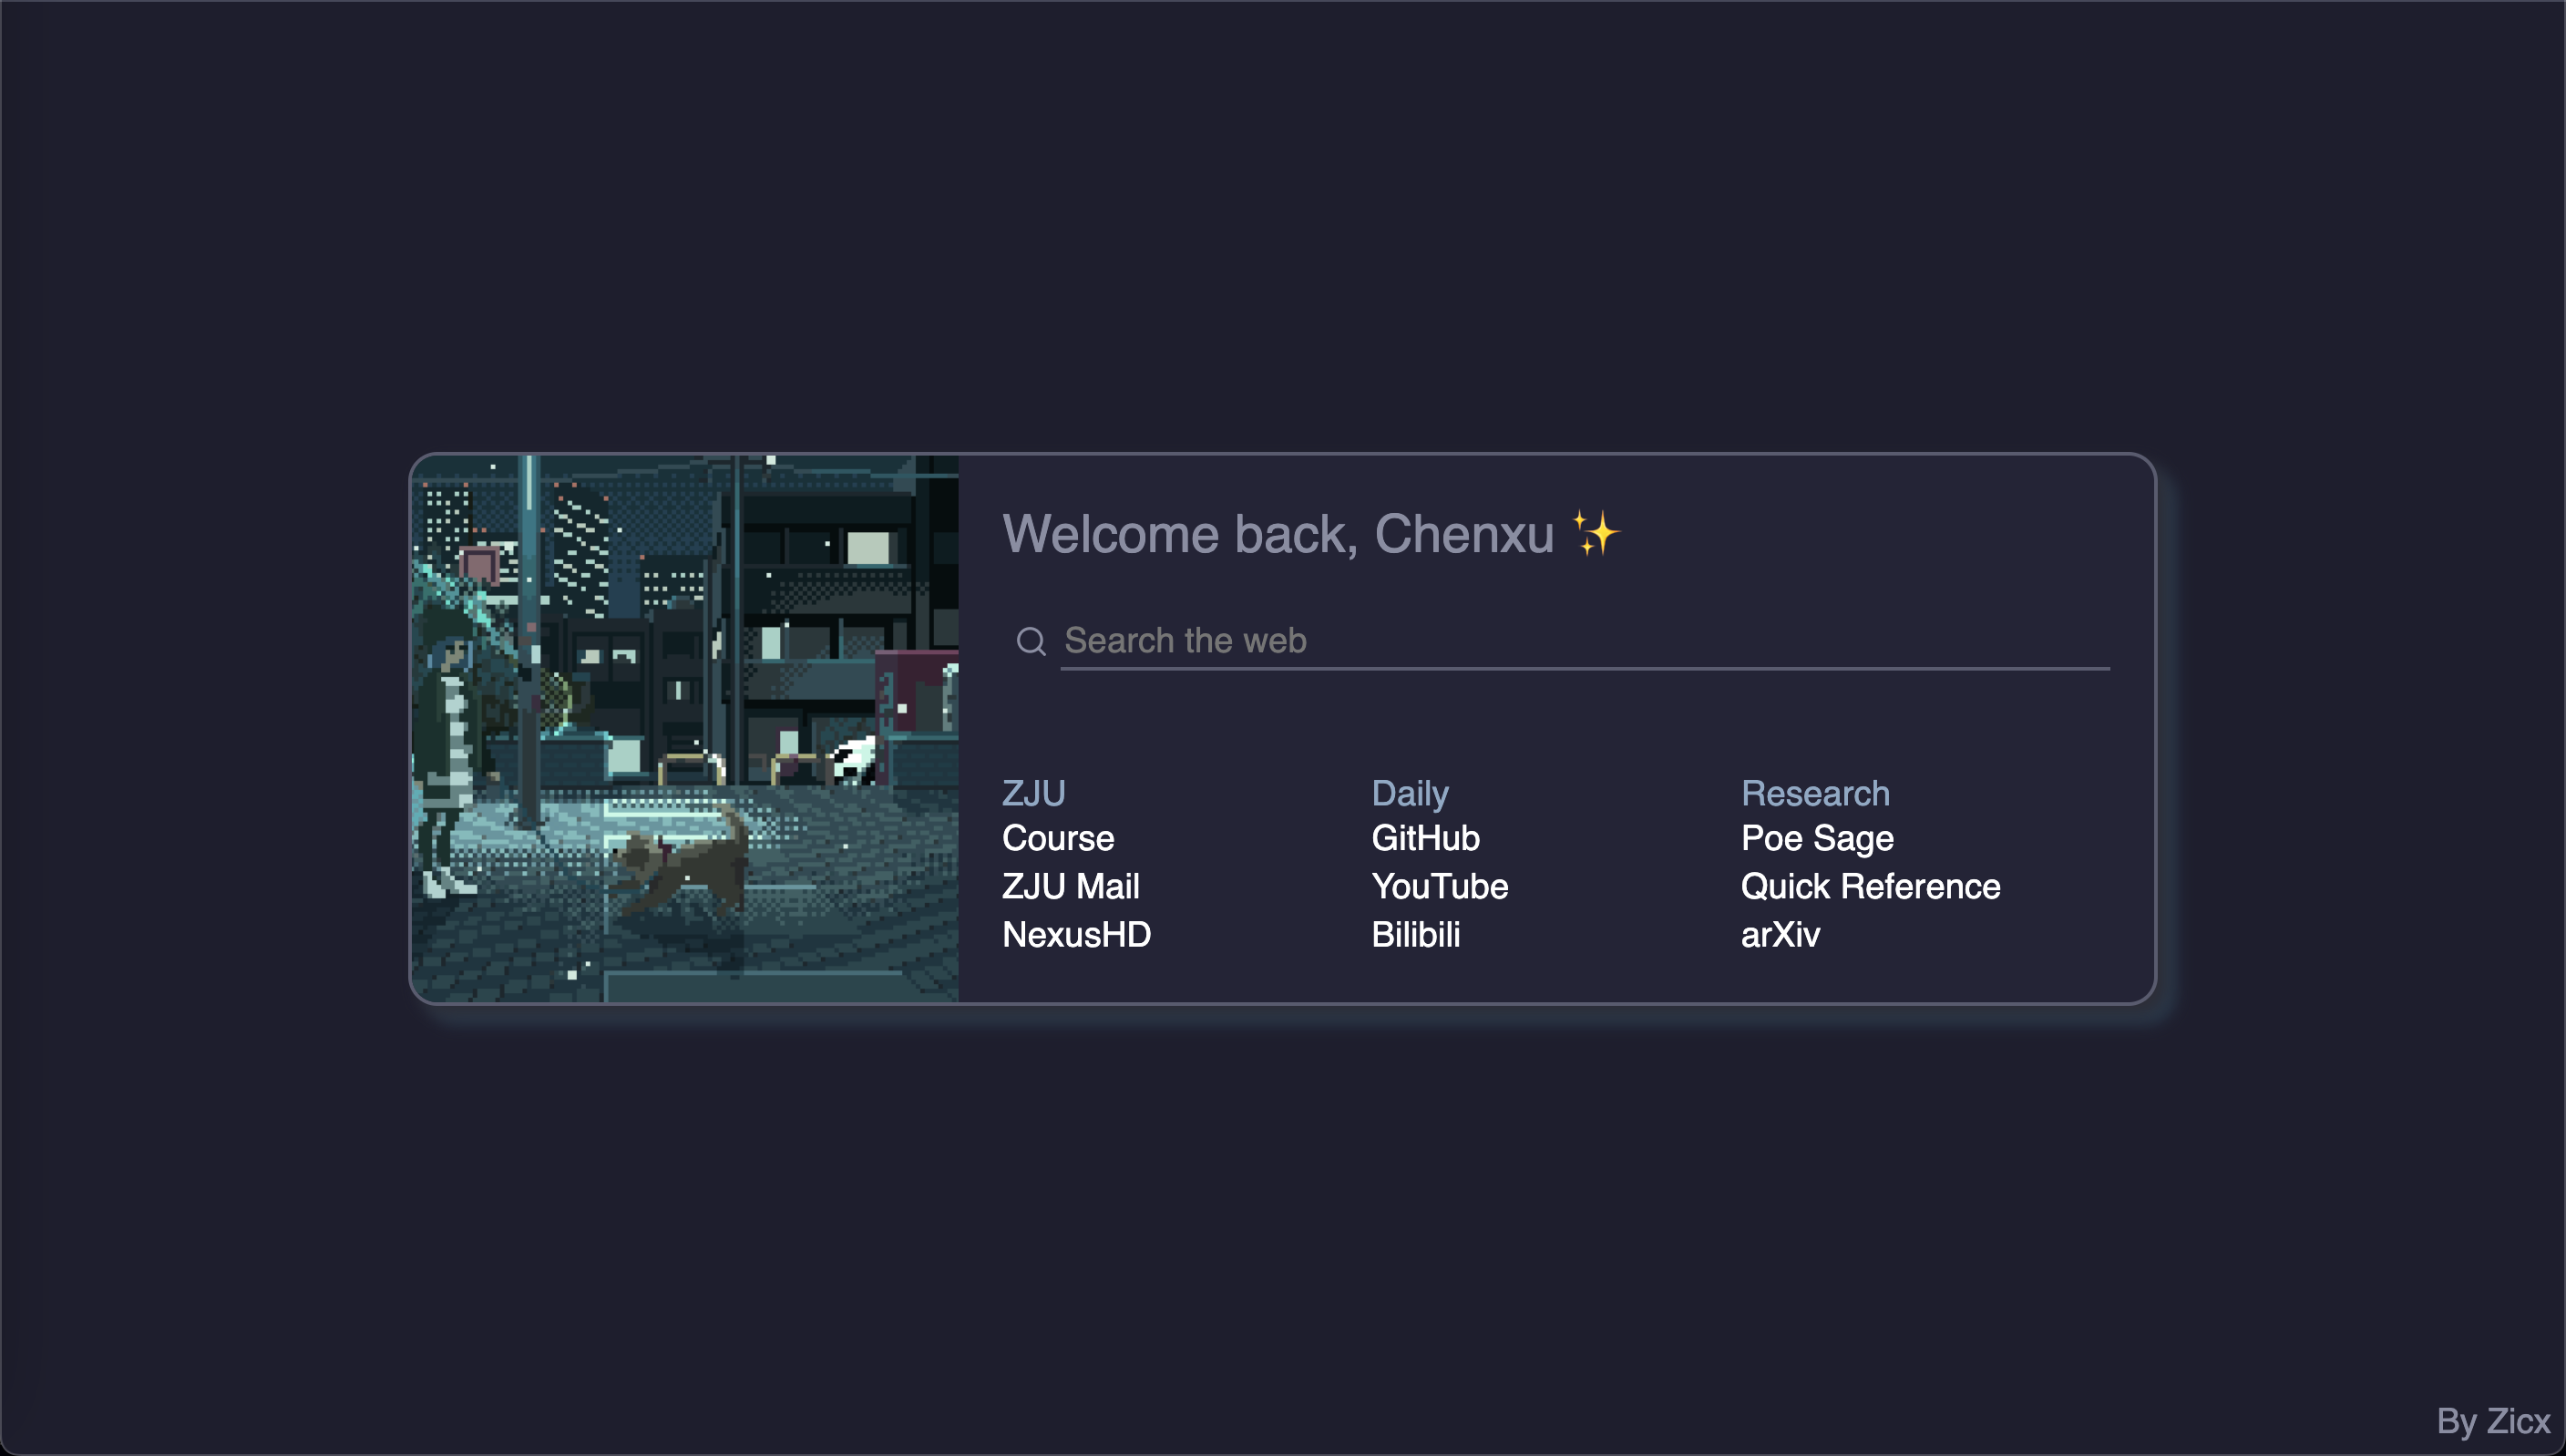 Welcome back, Chenxu ✨
Search the web
ZJU
Course
ZJU Mail
NexusHD
Daily
GitHub
YouTube
Bilibili
Research
Poe Sage
Quick Reference
arXiv
By Zicx